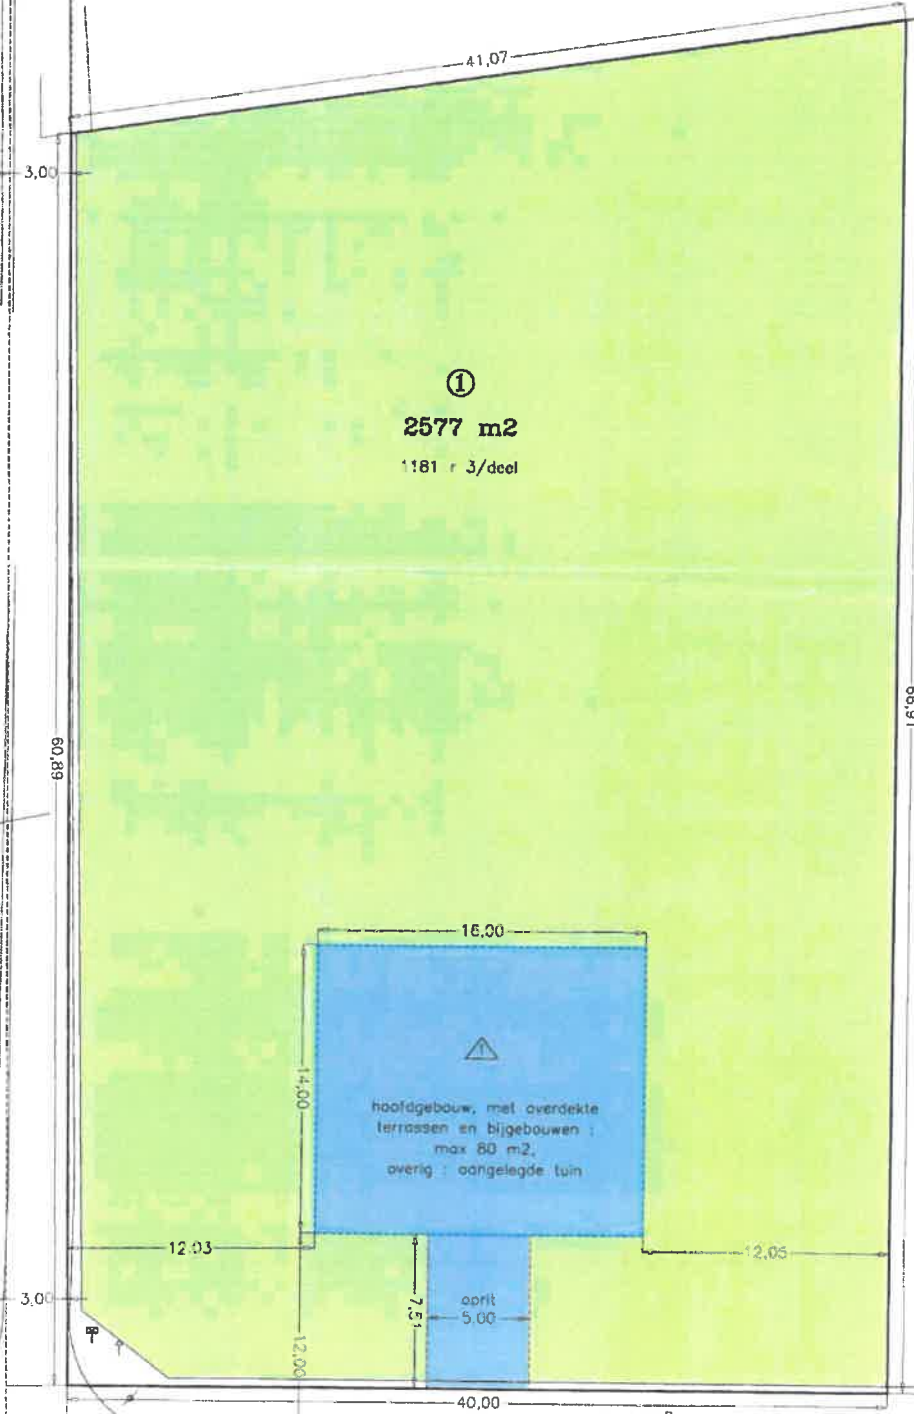 41,07
3,00
①
2577 m2
1181 r 3/deel
60,89
66,91
16,00
14,00
1
hoofdgebouw, met overdekte
terrassen en bijgebouwen :
max 80 m2,
overig : aangelegde tuin
12,03
12,05
3,00
oprit
5,00
7,51
12,00
40,00